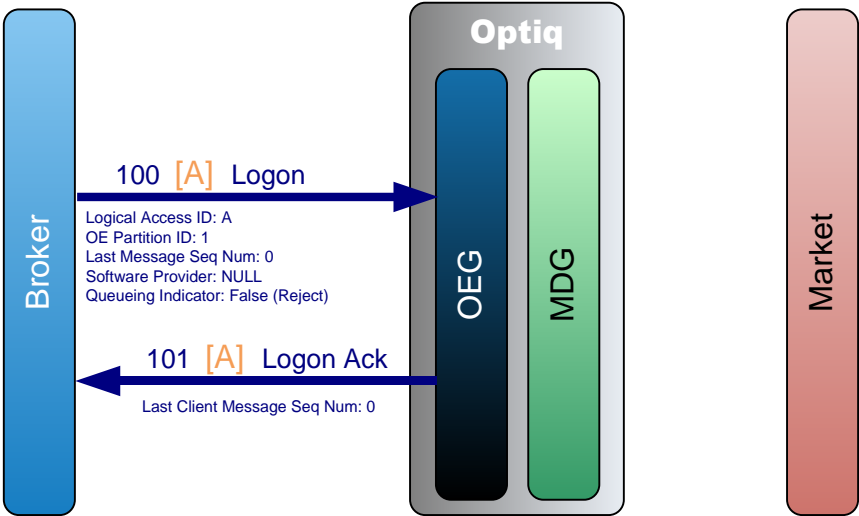 Optiq
100 [A] Logon
Logical Access ID: A
OE Partition ID: 1
Last Message Seq Num: 0
Software Provider: NULL
Queueing Indicator: False (Reject)
Broker
OEG
MDG
Market
101 [A] Logon Ack
Last Client Message Seq Num: 0